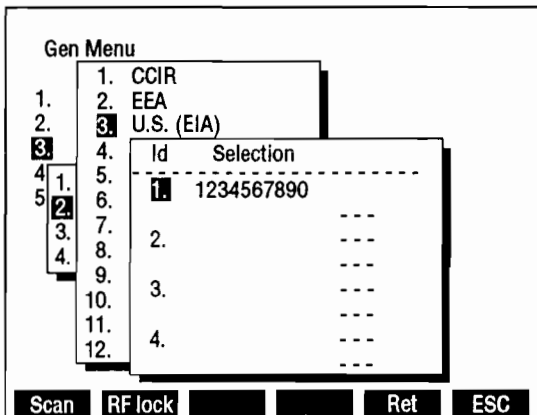 Gen Menu
1.
2.
3.
4
5
1.
2.
3.
4.
1. CCIR
2. EEA
3. U.S. (EIA)
4.
5.
6.
7.
8.
9.
10.
11.
12.
Id Selection
1. 1234567890
- - -
2. - - -
- - -
3. - - -
- - -
4. - - -
- - -
Scan RF lock Ret ESC